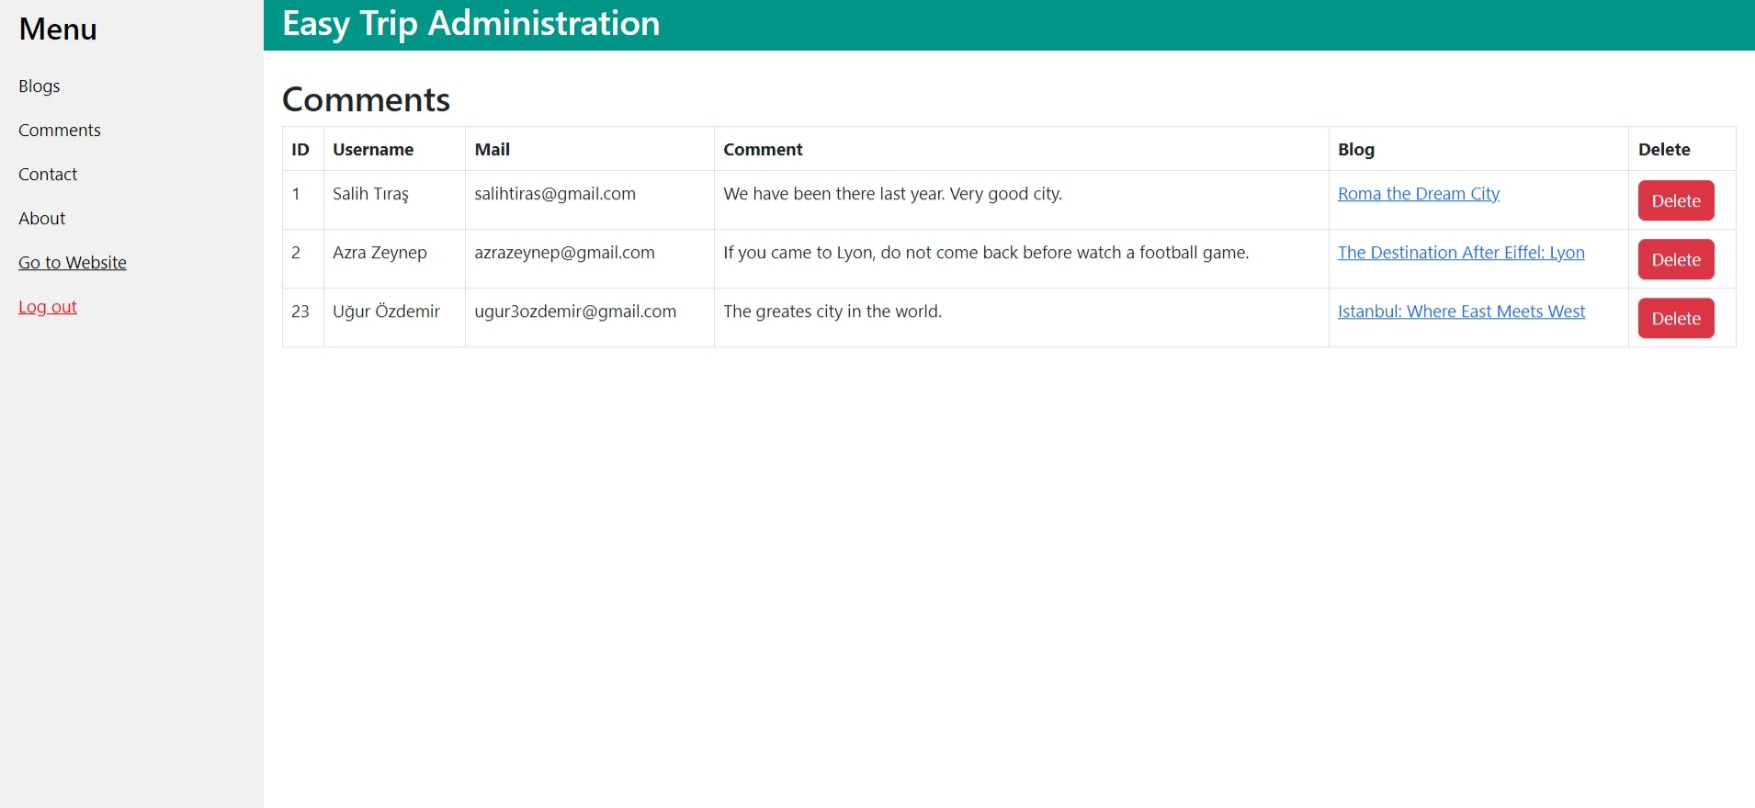 Menu
Blogs
Comments
Contact
About
Go to Website
Log out
Easy Trip Administration
Comments
ID Username Mail Comment Blog Delete
1 Salih Tıraş salihtiras@gmail.com We have been there last year. Very good city. Roma the Dream City Delete
2 Azra Zeynep azrazeynep@gmail.com If you came to Lyon, do not come back before watch a football game. The Destination After Eiffel: Lyon Delete
23 Uğur Özdemir ugur3ozdemir@gmail.com The greates city in the world. Istanbul: Where East Meets West Delete